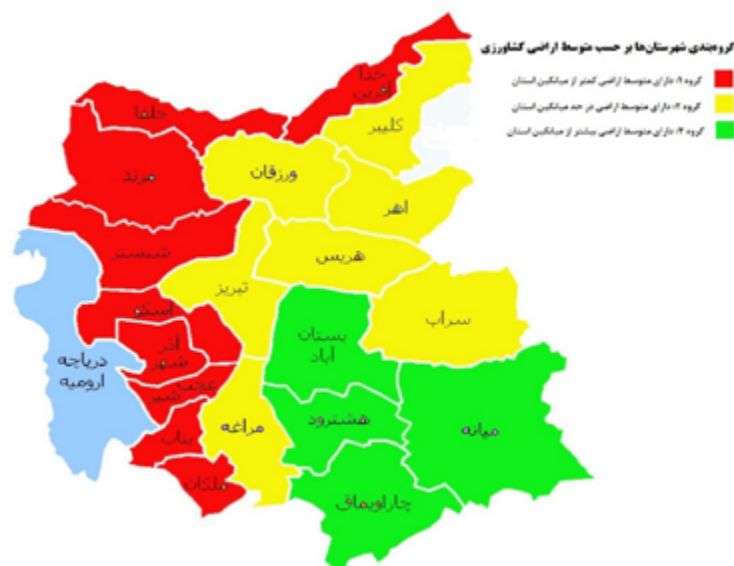 گروه‌بندی شهرستان‌ها بر حسب متوسط اراضی کشاورزی
گروه ۱: دارای متوسط اراضی کمتر از میانگین استان
گروه ۲: دارای متوسط اراضی در حد میانگین استان
گروه ۳: دارای متوسط اراضی بیشتر از میانگین استان
خدا
آفرین
جلفا
کلیبر
مرند
ورزقان
اهر
شبستر
هریس
تبریز
اسکو
سراب
بستان
آباد
آذر
شهر
دریاچه
ارومیه
عجب
شیر
هشترود
میانه
مراغه
بناب
ملکان
چاراویماق